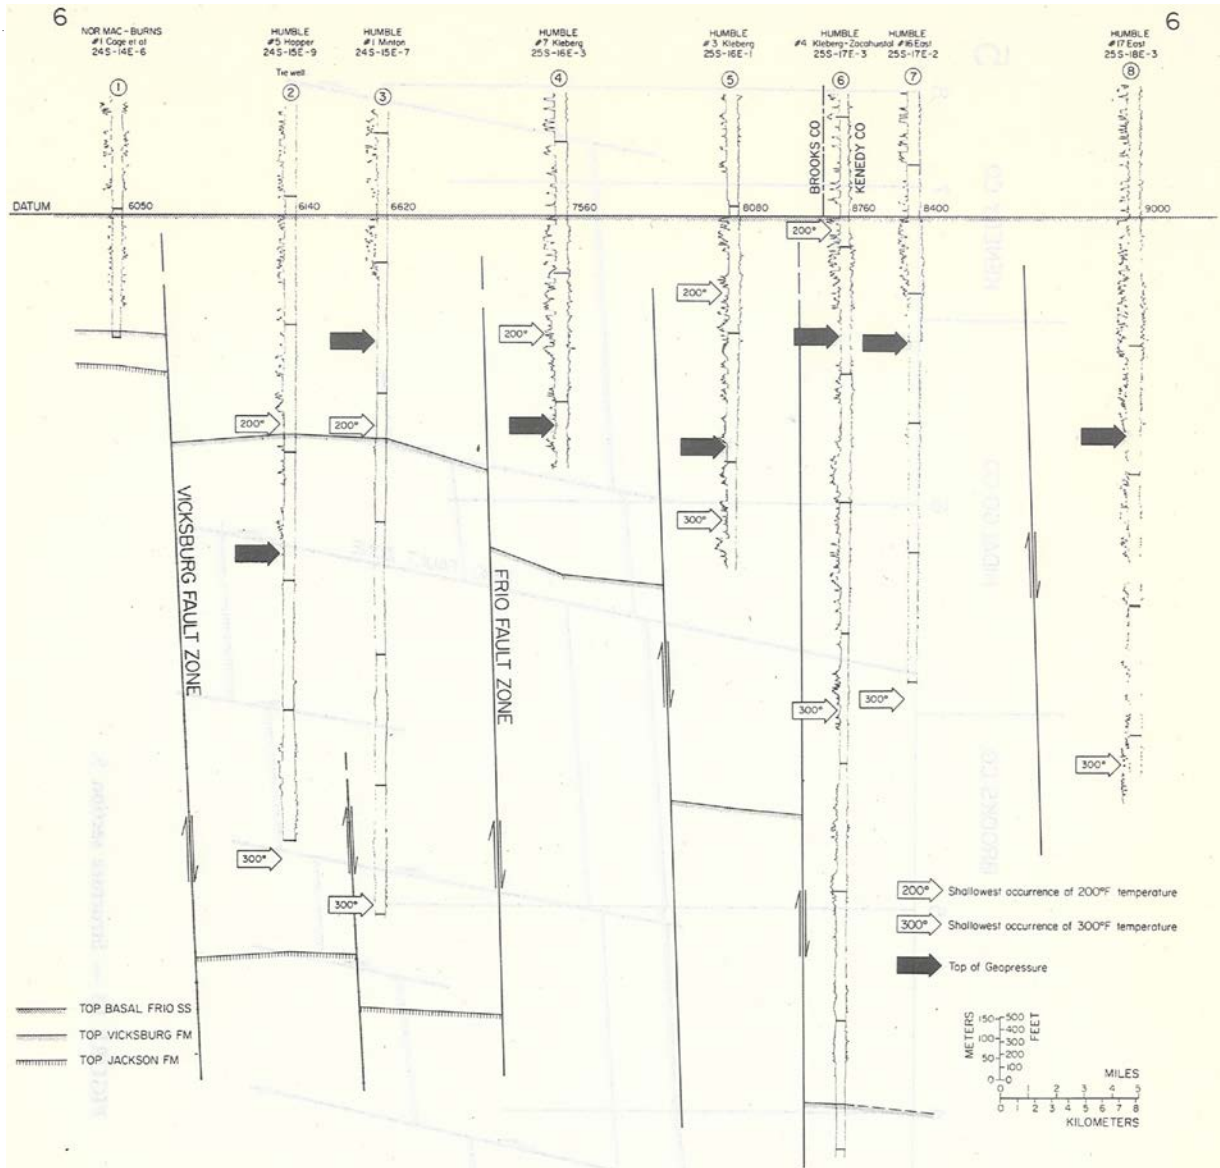 6
6
NOR MAC-BURNS
#1 Cage et al
24S-14E-6
HUMBLE
#5 Hopper
24S-15E-9
Tie well
HUMBLE
#1 Minton
24S-15E-7
HUMBLE
#7 Kleberg
25S-16E-3
HUMBLE
#3 Kleberg
25S-16E-1
HUMBLE
#4 Kleberg-Zacahuistal
25S-17E-3
HUMBLE
#16 East
25S-17E-2
HUMBLE
#17 East
25S-18E-3
1
2
3
4
5
6
7
8
BROOKS CO
KENEDY CO
DATUM
6050
6140
6620
7560
8080
8760
8400
9000
200°
200°
200°
200°
200°
300°
300°
300°
300°
300°
300°
VICKSBURG FAULT ZONE
FRIO FAULT ZONE
200° Shallowest occurrence of 200°F temperature
300° Shallowest occurrence of 300°F temperature
Top of Geopressure
TOP BASAL FRIO SS
TOP VICKSBURG FM
TOP JACKSON FM
METERS
150
100
50
0
500
400
300
200
100
0
FEET
MILES
0 1 2 3 4 5
0 1 2 3 4 5 6 7 8
KILOMETERS